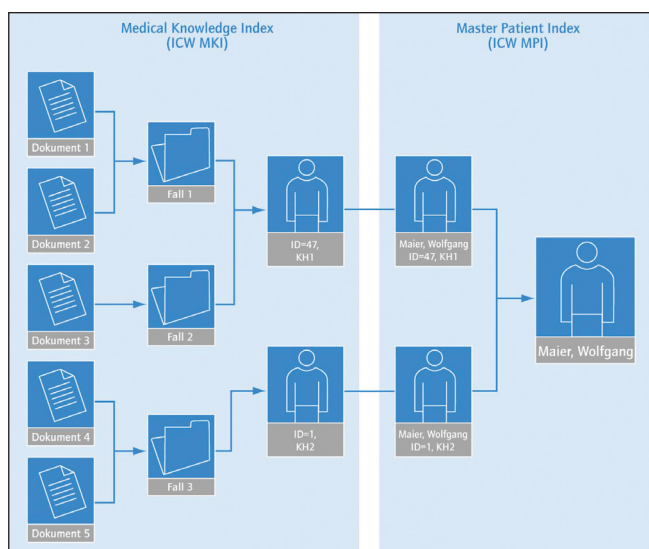 Medical Knowledge Index
(ICW MKI)
Master Patient Index
(ICW MPI)
Dokument 1
Fall 1
Dokument 2
ID=47,
KH1
Maier, Wolfgang
ID=47, KH1
Dokument 3
Fall 2
Maier, Wolfgang
Dokument 4
ID=1,
KH2
Maier, Wolfgang
ID=1, KH2
Fall 3
Dokument 5